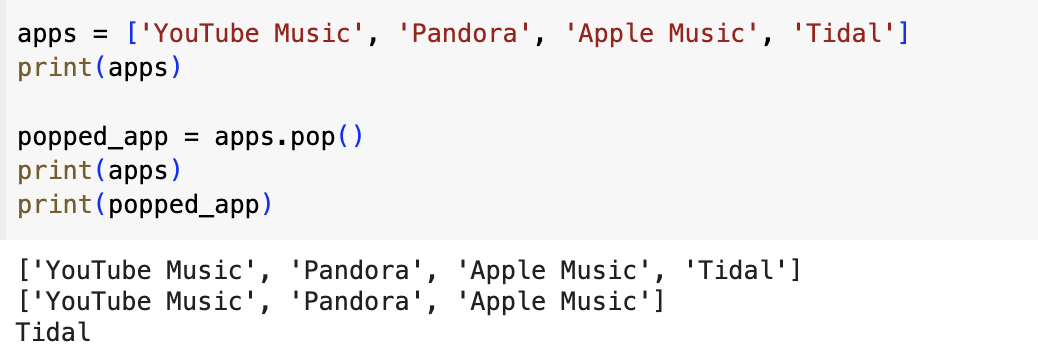 apps = ['YouTube Music', 'Pandora', 'Apple Music', 'Tidal']
print(apps)
popped_app = apps.pop()
print(apps)
print(popped_app)
['YouTube Music', 'Pandora', 'Apple Music', 'Tidal']
['YouTube Music', 'Pandora', 'Apple Music']
Tidal